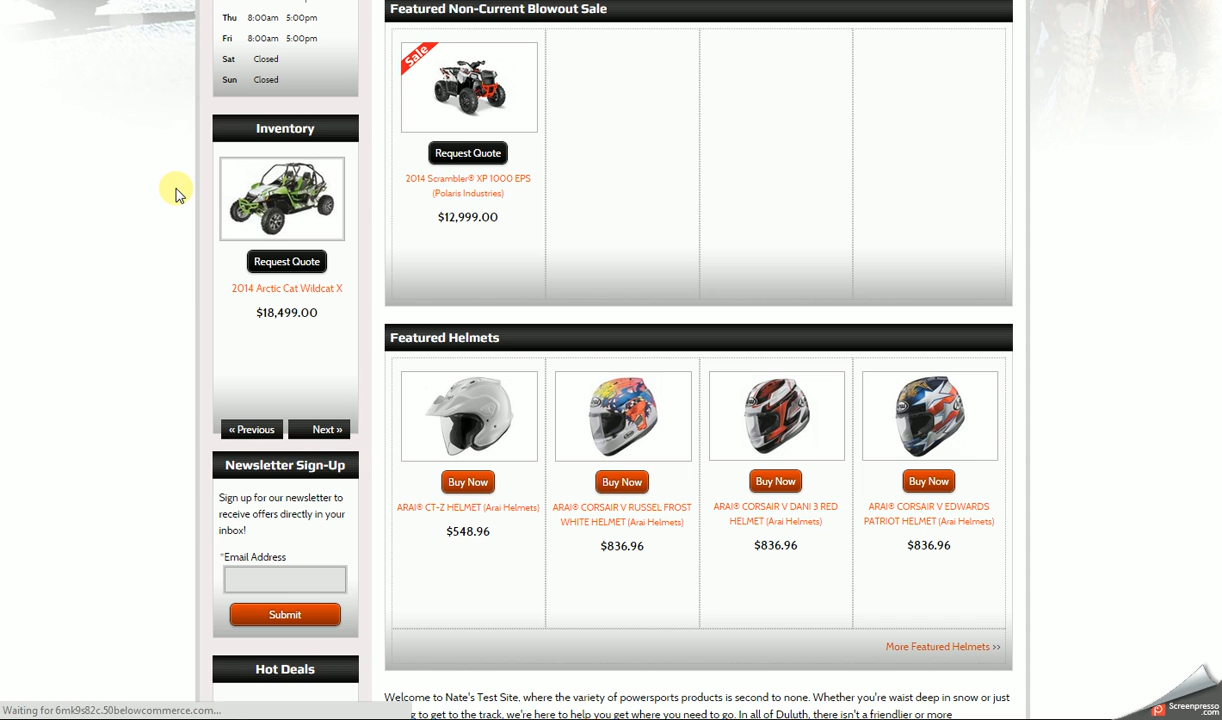 Thu 8:00am 5:00pm
Fri 8:00am 5:00pm
Sat Closed
Sun Closed
Inventory
Request Quote
2014 Arctic Cat Wildcat X
$18,499.00
« Previous Next »
Newsletter Sign-Up
Sign up for our newsletter to
receive offers directly in your
inbox!
*Email Address
Submit
Hot Deals
Featured Non-Current Blowout Sale
Sale
Request Quote
2014 Scrambler® XP 1000 EPS
(Polaris Industries)
$12,999.00
Featured Helmets
Buy Now
ARAI® CT-Z HELMET (Arai Helmets)
$548.96
Buy Now
ARAI® CORSAIR V RUSSEL FROST
WHITE HELMET (Arai Helmets)
$836.96
Buy Now
ARAI® CORSAIR V DANI 3 RED
HELMET (Arai Helmets)
$836.96
Buy Now
ARAI® CORSAIR V EDWARDS
PATRIOT HELMET (Arai Helmets)
$836.96
More Featured Helmets >>
Welcome to Nate's Test Site, where the variety of powersports products is second to none. Whether you're waist deep in snow or just
to get to the track, we're here to help you get where you need to go. In all of Duluth, there isn't a friendlier or more
Waiting for 6mk9s82c.50belowcommerce.com...
Screenpresso
.com